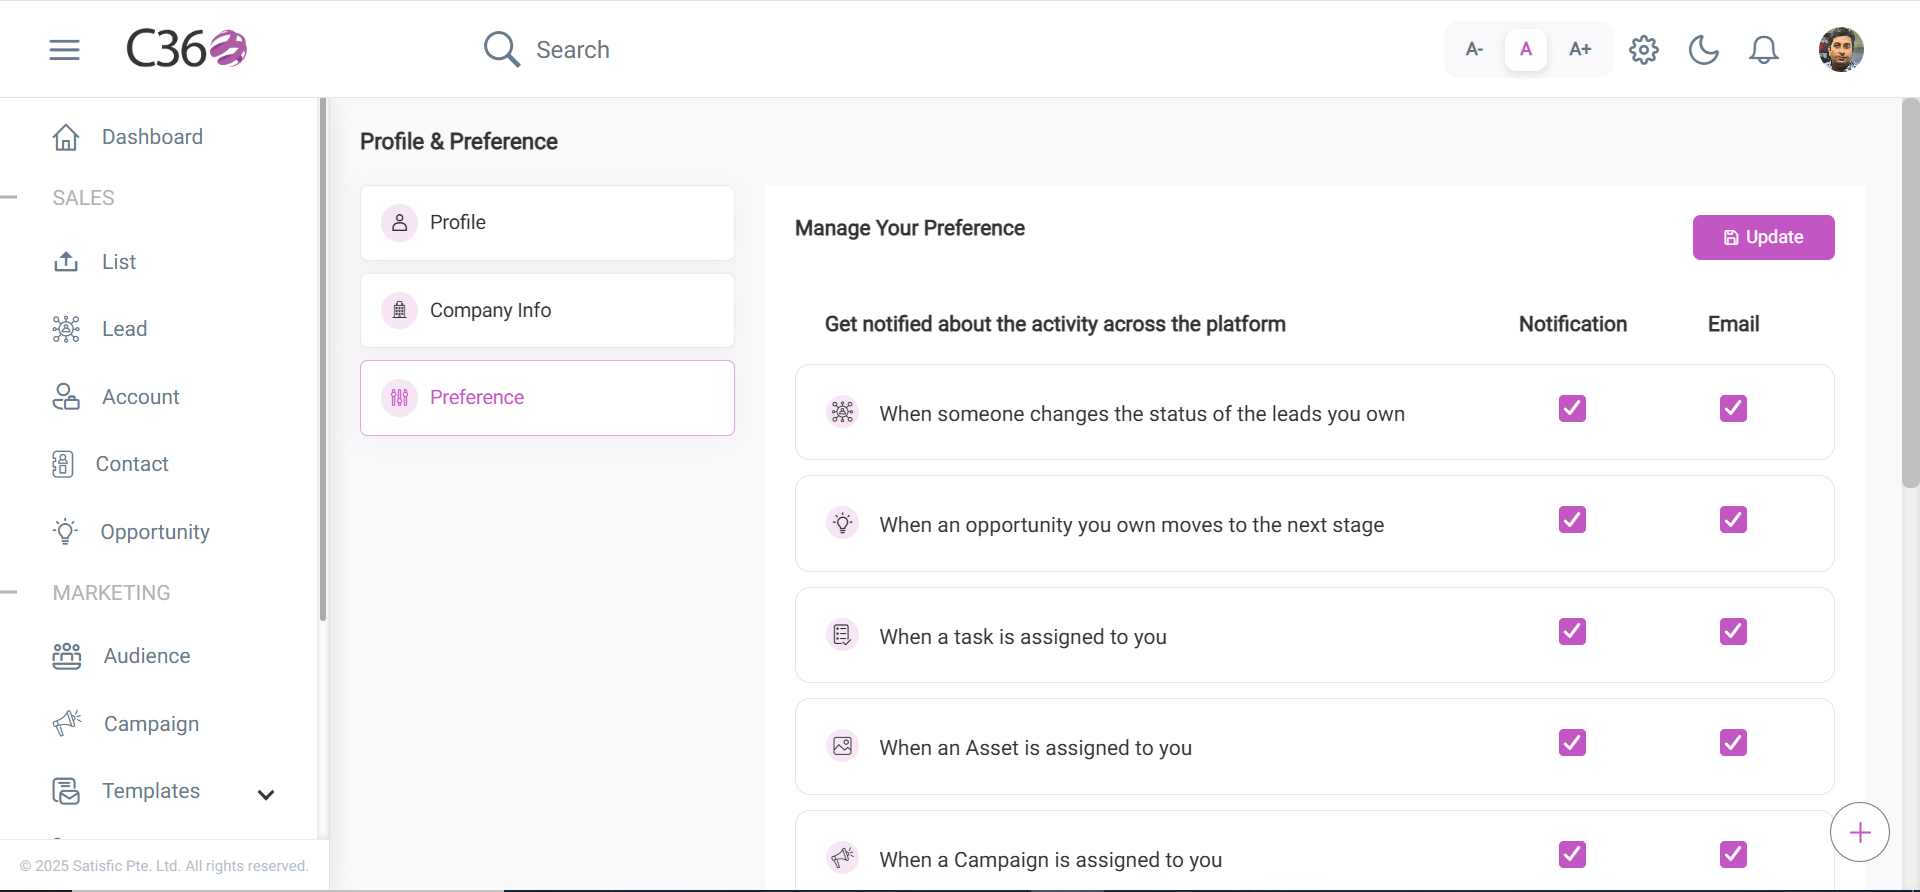 C360
Search
A-
A
A+
Dashboard
SALES
List
Lead
Account
Contact
Opportunity
MARKETING
Audience
Campaign
Templates
© 2025 Satisfic Pte. Ltd. All rights reserved.
Profile & Preference
Profile
Company Info
Preference
Manage Your Preference
Update
Get notified about the activity across the platform
Notification
Email
When someone changes the status of the leads you own
When an opportunity you own moves to the next stage
When a task is assigned to you
When an Asset is assigned to you
When a Campaign is assigned to you